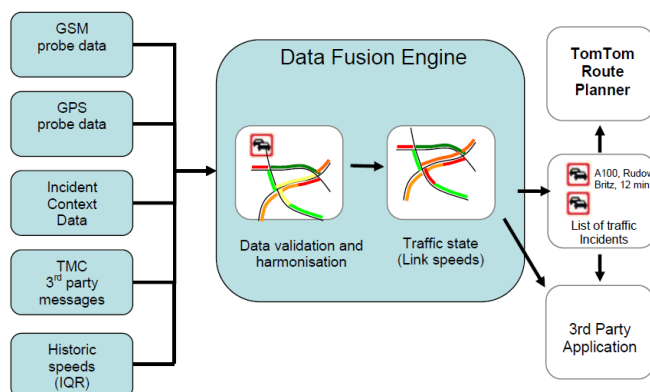 GSM
probe data
GPS
probe data
Incident
Context
Data
TMC
3rd party
messages
Historic
speeds
(IQR)
Data Fusion Engine
Data validation and
harmonisation
Traffic state
(Link speeds)
TomTom
Route
Planner
A100, Rudow
Britz, 12 min
List of traffic
Incidents
3rd Party
Application